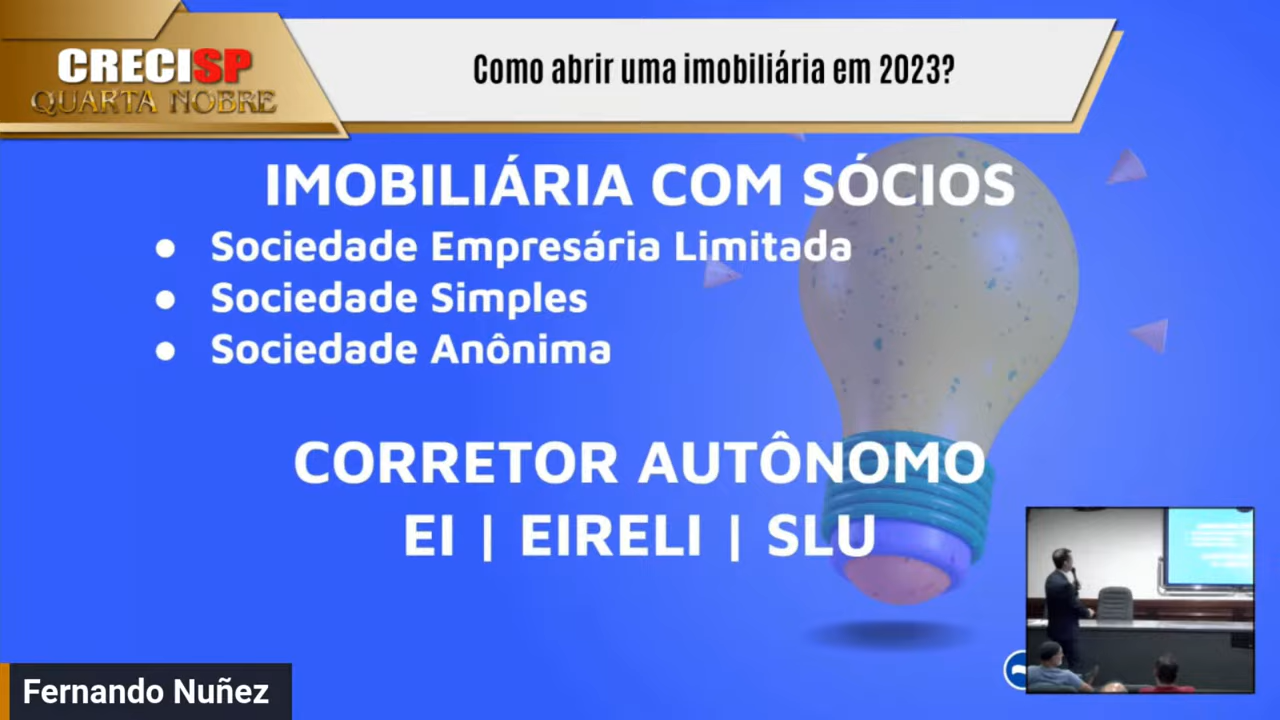 CRECISP
QUARTA NOBRE
Como abrir uma imobiliária em 2023?
IMOBILIÁRIA COM SÓCIOS
● Sociedade Empresária Limitada
● Sociedade Simples
● Sociedade Anônima
CORRETOR AUTÔNOMO
EI | EIRELI | SLU
Fernando Nuñez